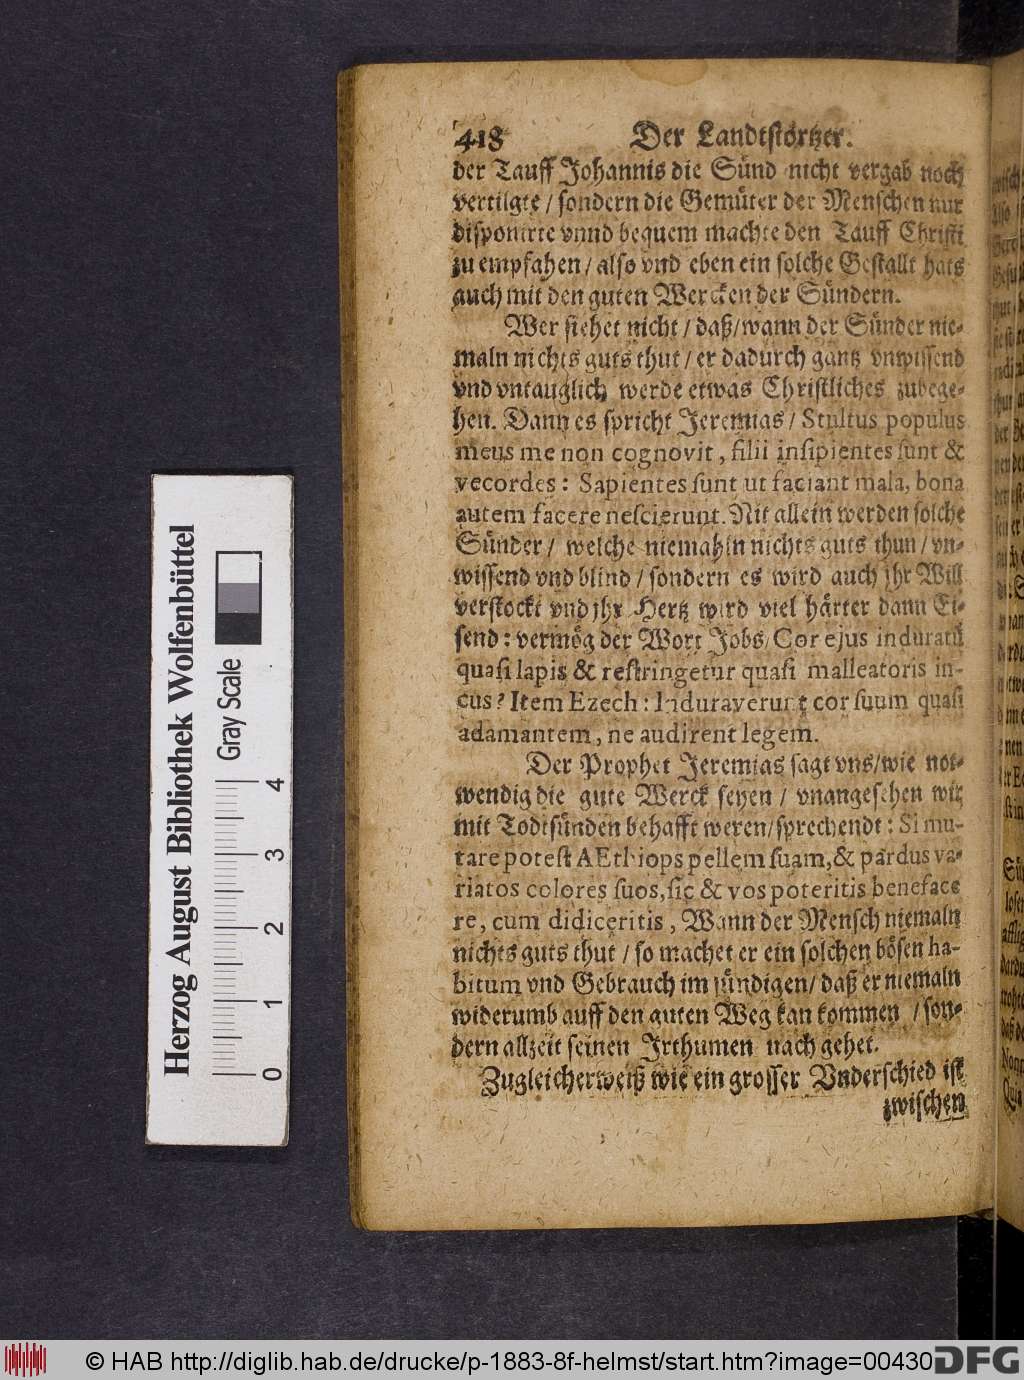 418 Der Landtstörtzer.
der Tauff Johannis die Sünd nicht vergab noch
vertilgte / sondern die Gemüter der Menschen nur
disponirte vnnd bequem machte den Tauff Christi
zu empfahen / also vnd eben ein solche Gestallt hats
auch mit den guten Wercken der Sündern.
Wer siehet nicht / daß / wann der Sünder nie-
maln nichts guts thut / er dadurch gantz vnwissend
vnd vntauglich werde etwas Christliches zubege-
hen. Dann es spricht Jeremias / Stultus populus
meus me non cognovit, filii insipientes sunt &
vecordes: Sapientes sunt ut faciant mala, bona
autem facere nescierunt. Nit allein werden solche
Sünder / welche niemahln nichts guts thun / vn-
wissend vnd blind / sondern es wird auch jhr Will
verstockt vnd jhr Hertz wird viel härter dann Ei-
send: vermög der Wort Jobs / Cor ejus induratū
quasi lapis & restringetur quasi malleatoris in-
cus? Item Ezech: Induraverunt cor suum quasi
adamantem, ne audirent legem.
Der Prophet Jeremias sagt vns / wie not-
wendig die gute Werck seyen / vnangesehen wir
mit Todtsünden behafft weren / sprechendt: Si mu-
tare potest AEthiops pellem suam, & pardus va-
riatos colores suos, sic & vos poteritis beneface
re, cum didiceritis, Wann der Mensch niemaln
nichts guts thut / so machet er ein solchen bösen ha-
bitum vnd Gebrauch im sündigen / daß er niemaln
widerumb auff den guten Weg kan kommen / son-
dern allzeit seinen Irthumen nach gehet.
Zugleicherweiß wie ein grosser Vnderschied ist
zwischen
Herzog August Bibliothek Wolfenbüttel
Gray Scale
0 1 2 3 4
© HAB http://diglib.hab.de/drucke/p-1883-8f-helmst/start.htm?image=00430
DFG